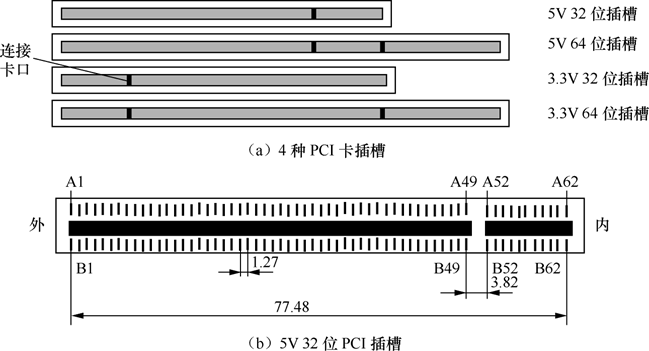 5V 32 位插槽
5V 64 位插槽
连接
卡口
3.3V 32 位插槽
3.3V 64 位插槽
（a）4 种 PCI 卡插槽
A1 A49 A52 A62
外 内
B1 1.27 B49 B52 B62
3.82
77.48
（b）5V 32 位 PCI 插槽